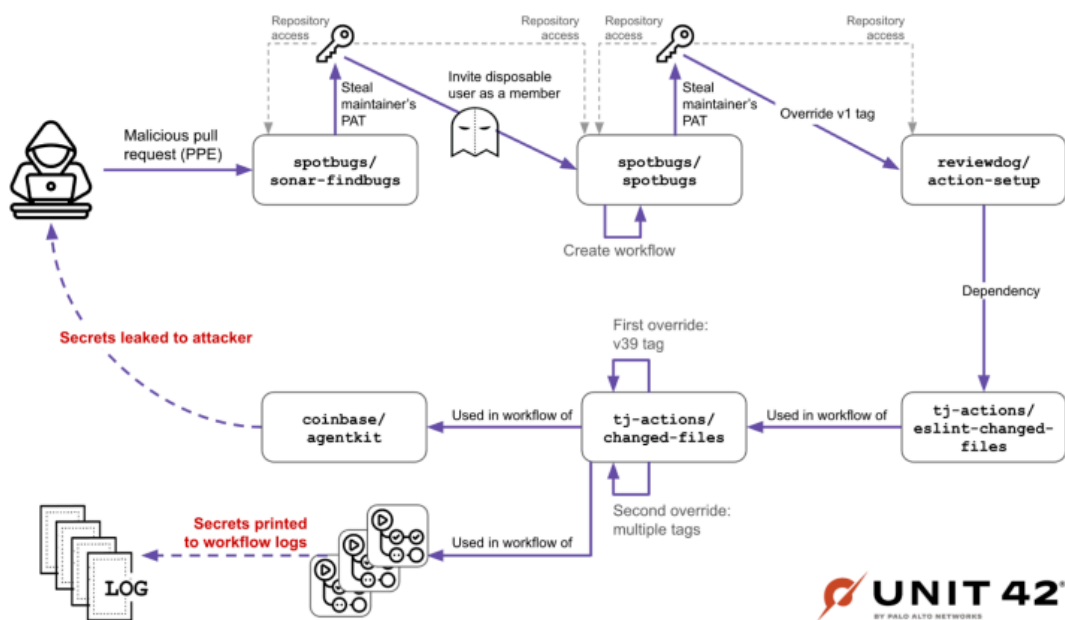 Repository
access
Repository
access
Repository
access
Repository
access
Steal
maintainer's
PAT
Invite disposable
user as a member
Steal
maintainer's
PAT
Override v1 tag
Malicious pull
request (PPE)
spotbugs/
sonar-findbugs
spotbugs/
spotbugs
reviewdog/
action-setup
Create workflow
Dependency
Secrets leaked to attacker
First override:
v39 tag
coinbase/
agentkit
Used in workflow of
tj-actions/
changed-files
Used in workflow of
tj-actions/
eslint-changed-
files
Second override:
multiple tags
Secrets printed
to workflow logs
Used in workflow of
LOG
UNIT 42®
BY PALO ALTO NETWORKS